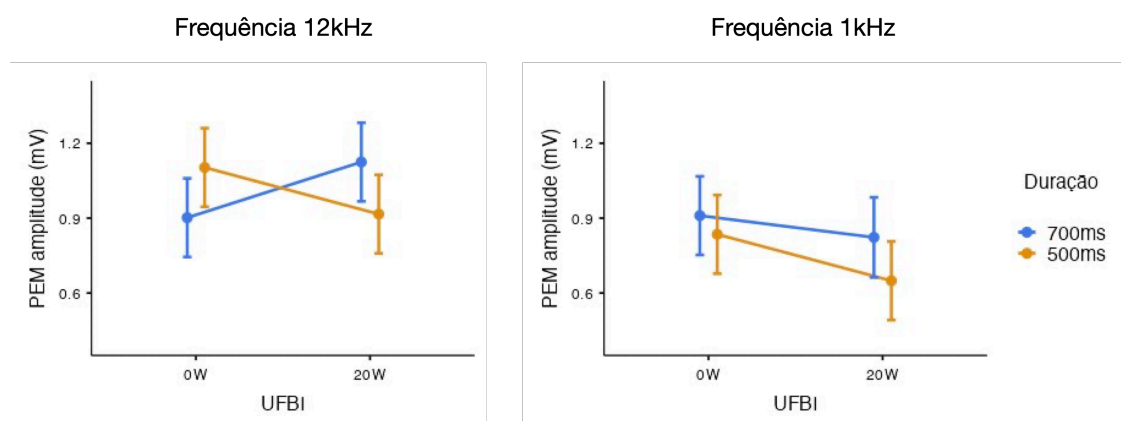 Frequência 12kHz
PEM amplitude (mV)
1.2
0.9
0.6
0W
20W
UFBI
Frequência 1kHz
PEM amplitude (mV)
1.2
0.9
0.6
0W
20W
UFBI
Duração
700ms
500ms